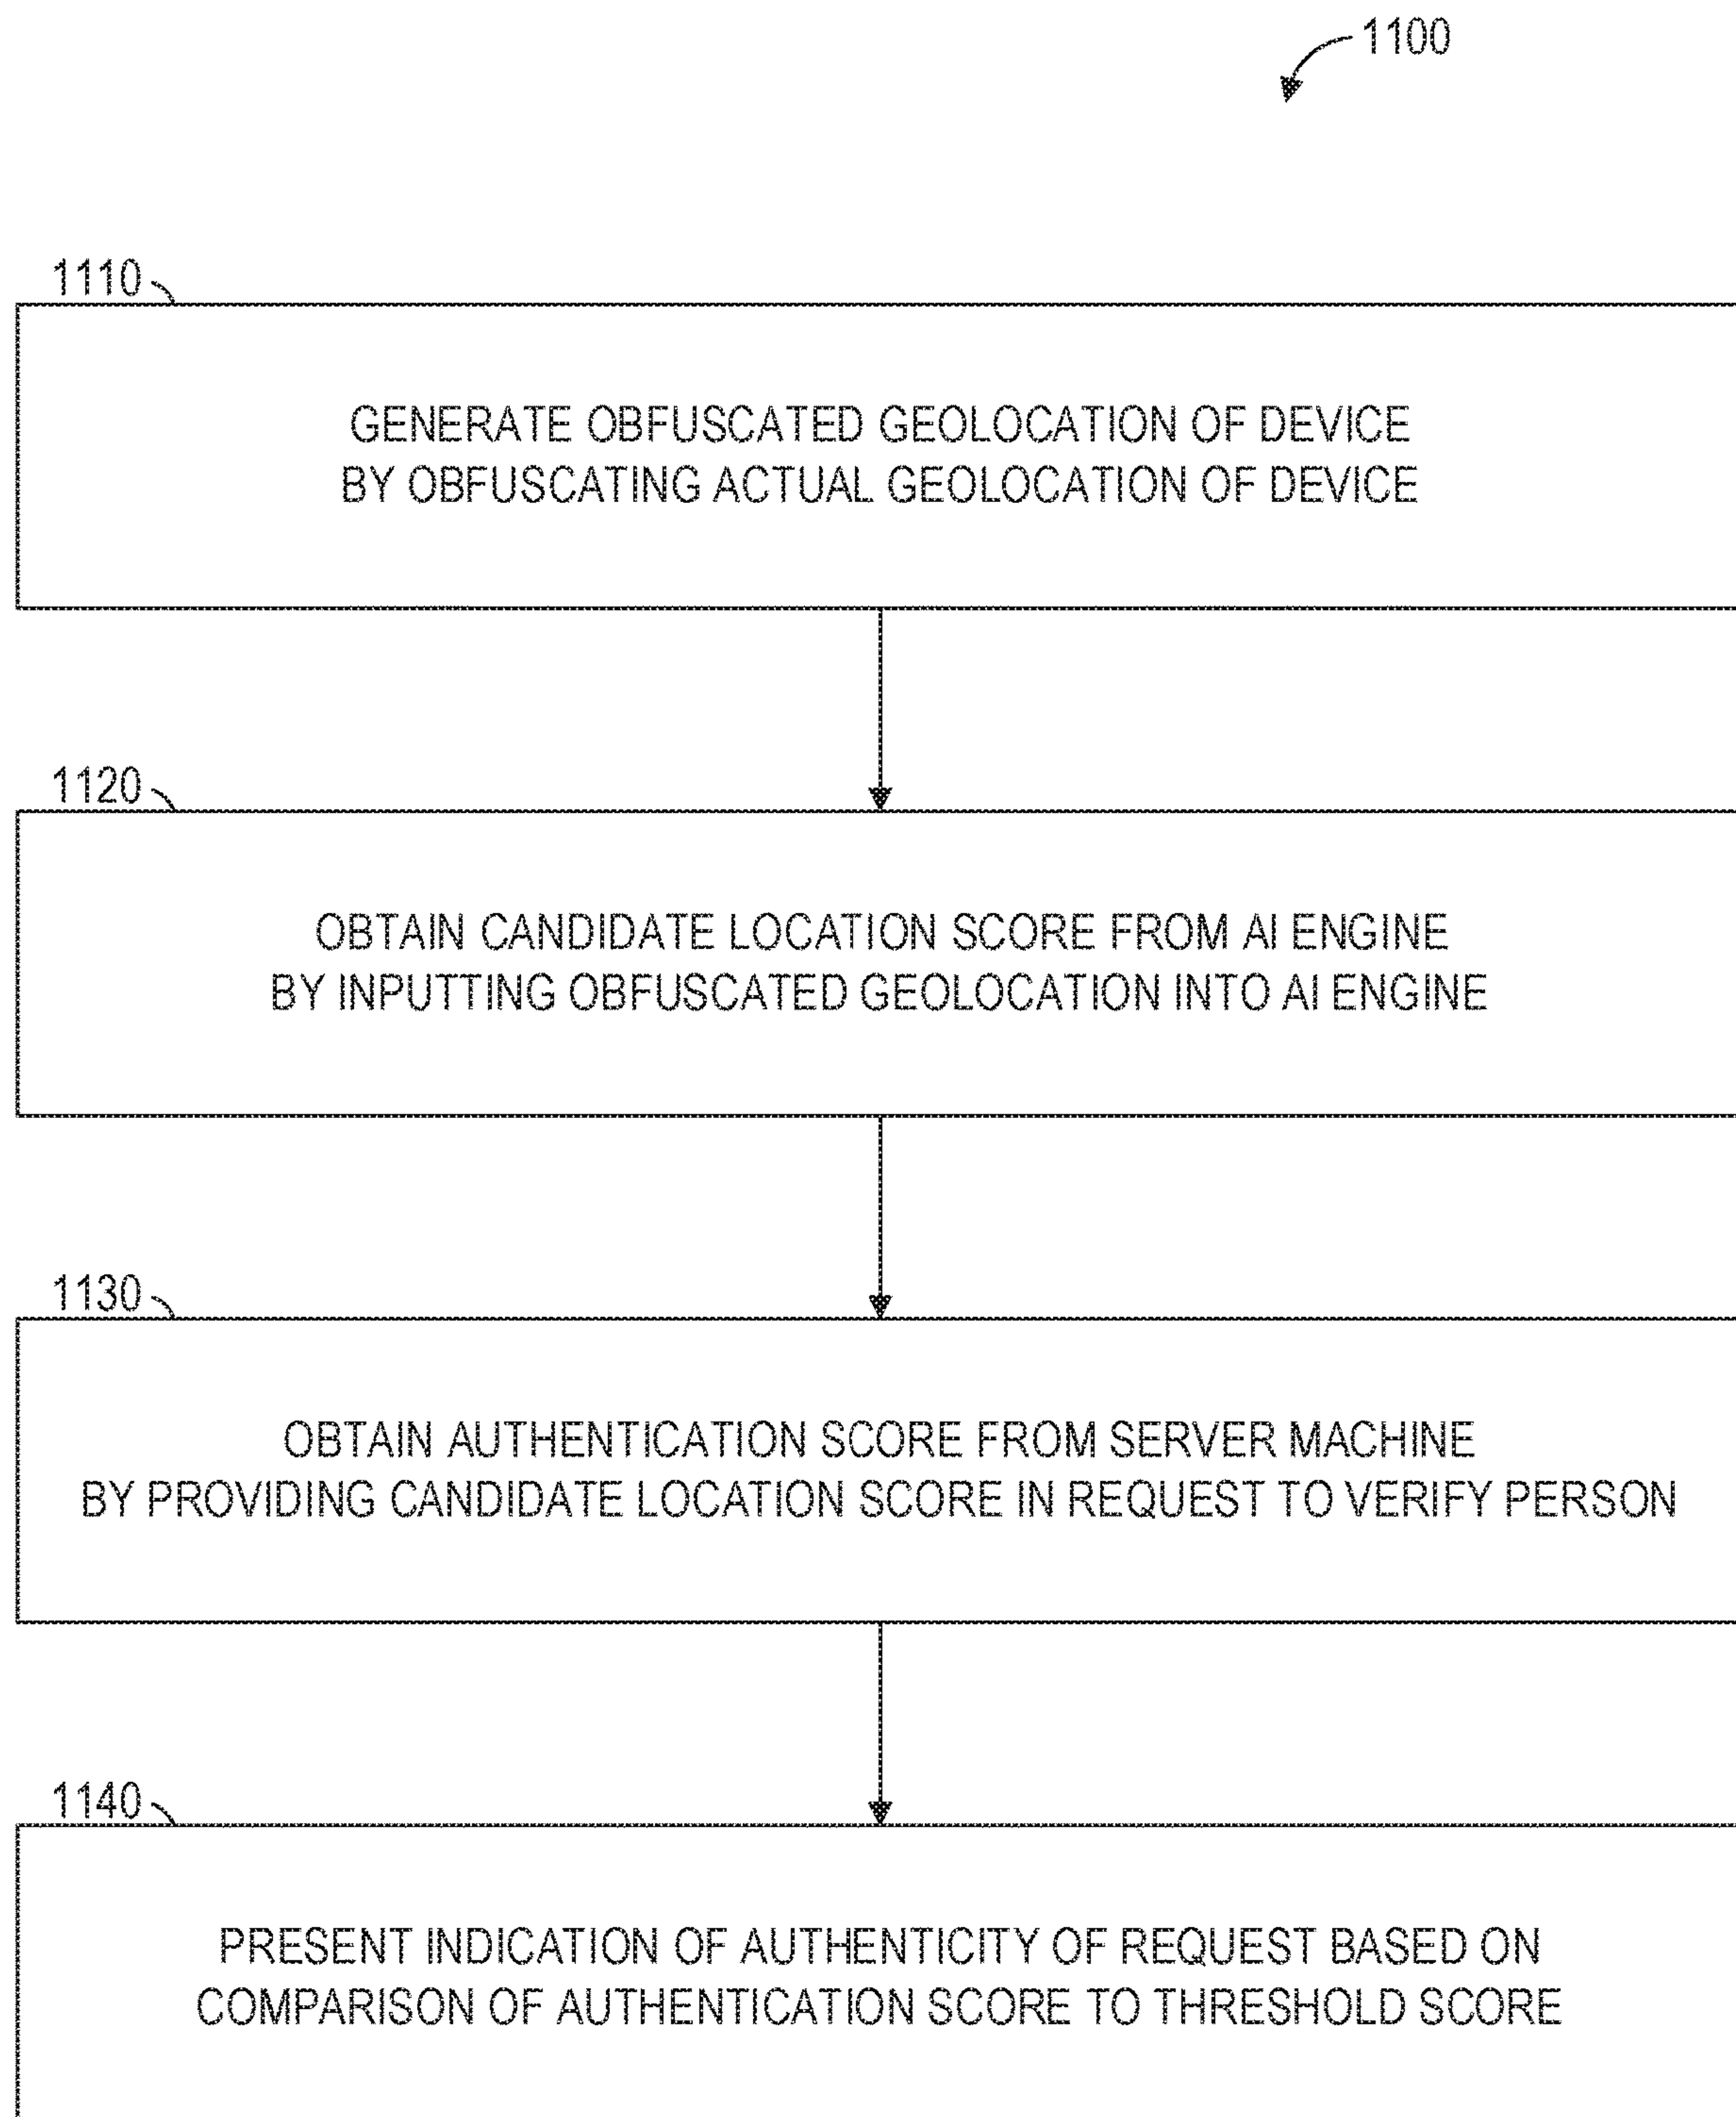 1100
1110
GENERATE OBFUSCATED GEOLOCATION OF DEVICE
BY OBFUSCATING ACTUAL GEOLOCATION OF DEVICE
1120
OBTAIN CANDIDATE LOCATION SCORE FROM AI ENGINE
BY INPUTTING OBFUSCATED GEOLOCATION INTO AI ENGINE
1130
OBTAIN AUTHENTICATION SCORE FROM SERVER MACHINE
BY PROVIDING CANDIDATE LOCATION SCORE IN REQUEST TO VERIFY PERSON
1140
PRESENT INDICATION OF AUTHENTICITY OF REQUEST BASED ON
COMPARISON OF AUTHENTICATION SCORE TO THRESHOLD SCORE